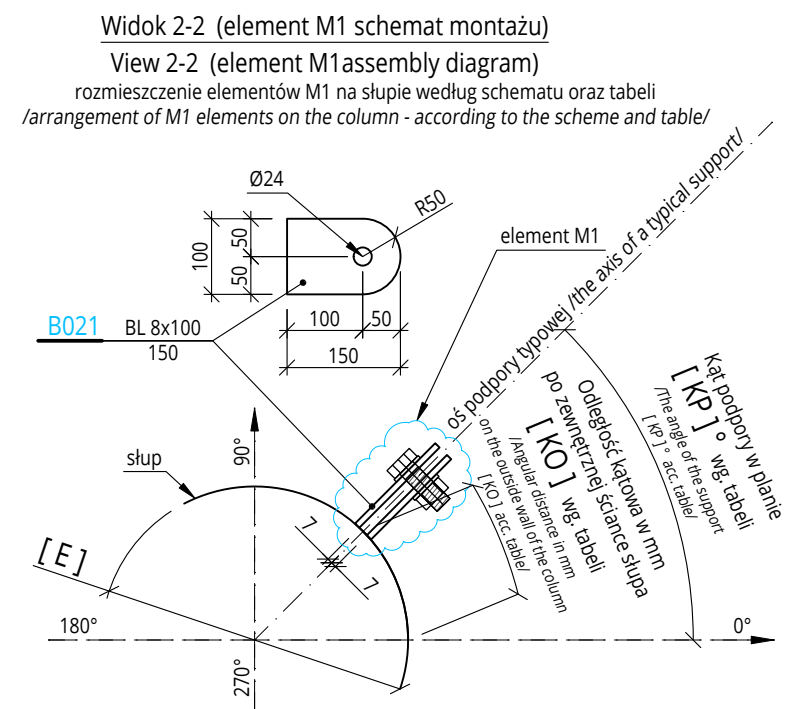 Widok 2-2 (element M1 schemat montażu)
View 2-2 (element M1assembly diagram)
rozmieszczenie elementów M1 na słupie według schematu oraz tabeli
/arrangement of M1 elements on the column - according to the scheme and table/
Ø24
R50
100
50
50
100
50
150
element M1
B021
BL 8x100
150
oś podpory typowej /the axis of a typical support/
Kąt podpory w planie
[ KP ]° wg. tabeli
/The angle of the support
[ KP ]° acc.table/
Odległość kątowa w mm
po zewnętrznej ściance słupa
[ KO ] wg. tabeli
/Angular distance in mm
on the outside wall of the column
[ KO ] acc. table/
90°
słup
7
7
[ E ]
180°
0°
270°